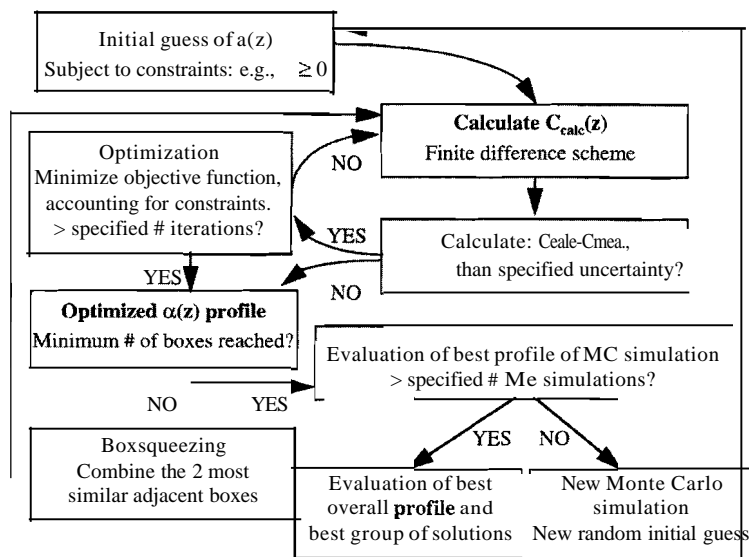 Initial guess of a(z)
Subject to constraints: e.g., ≥ 0
Calculate Ccalc(z)
Finite difference scheme
Optimization
Minimize objective function,
accounting for constraints.
> specified # iterations?
NO
YES
Calculate: Ceale-Cmea.,
than specified uncertainty?
YES
NO
Optimized α(z) profile
Minimum # of boxes reached?
Evaluation of best profile of MC simulation
> specified # Me simulations?
NO
YES
YES
NO
Boxsqueezing
Combine the 2 most
similar adjacent boxes
Evaluation of best
overall profile and
best group of solutions
New Monte Carlo
simulation
New random initial guess